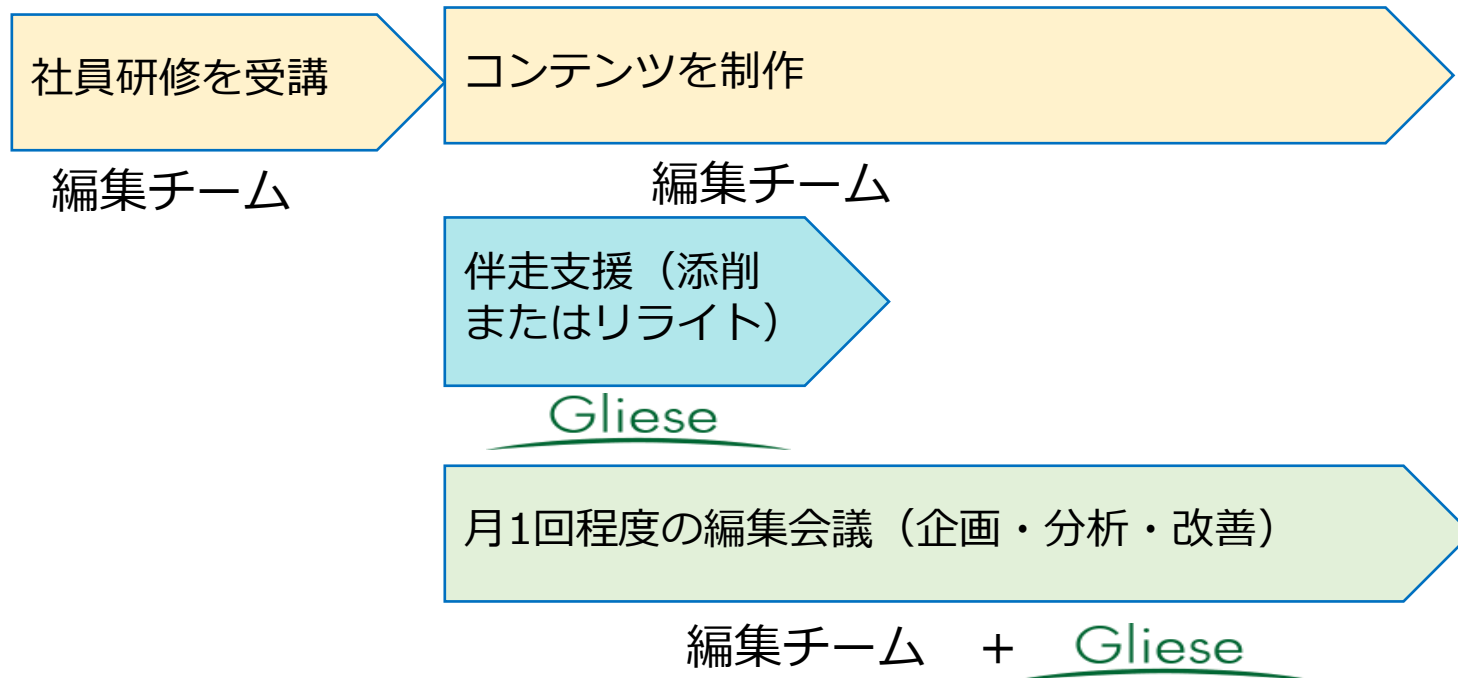 社員研修を受講
コンテンツを制作
編集チーム
編集チーム
伴走支援（添削
またはリライト）
Gliese
月1回程度の編集会議（企画・分析・改善）
編集チーム　+　Gliese